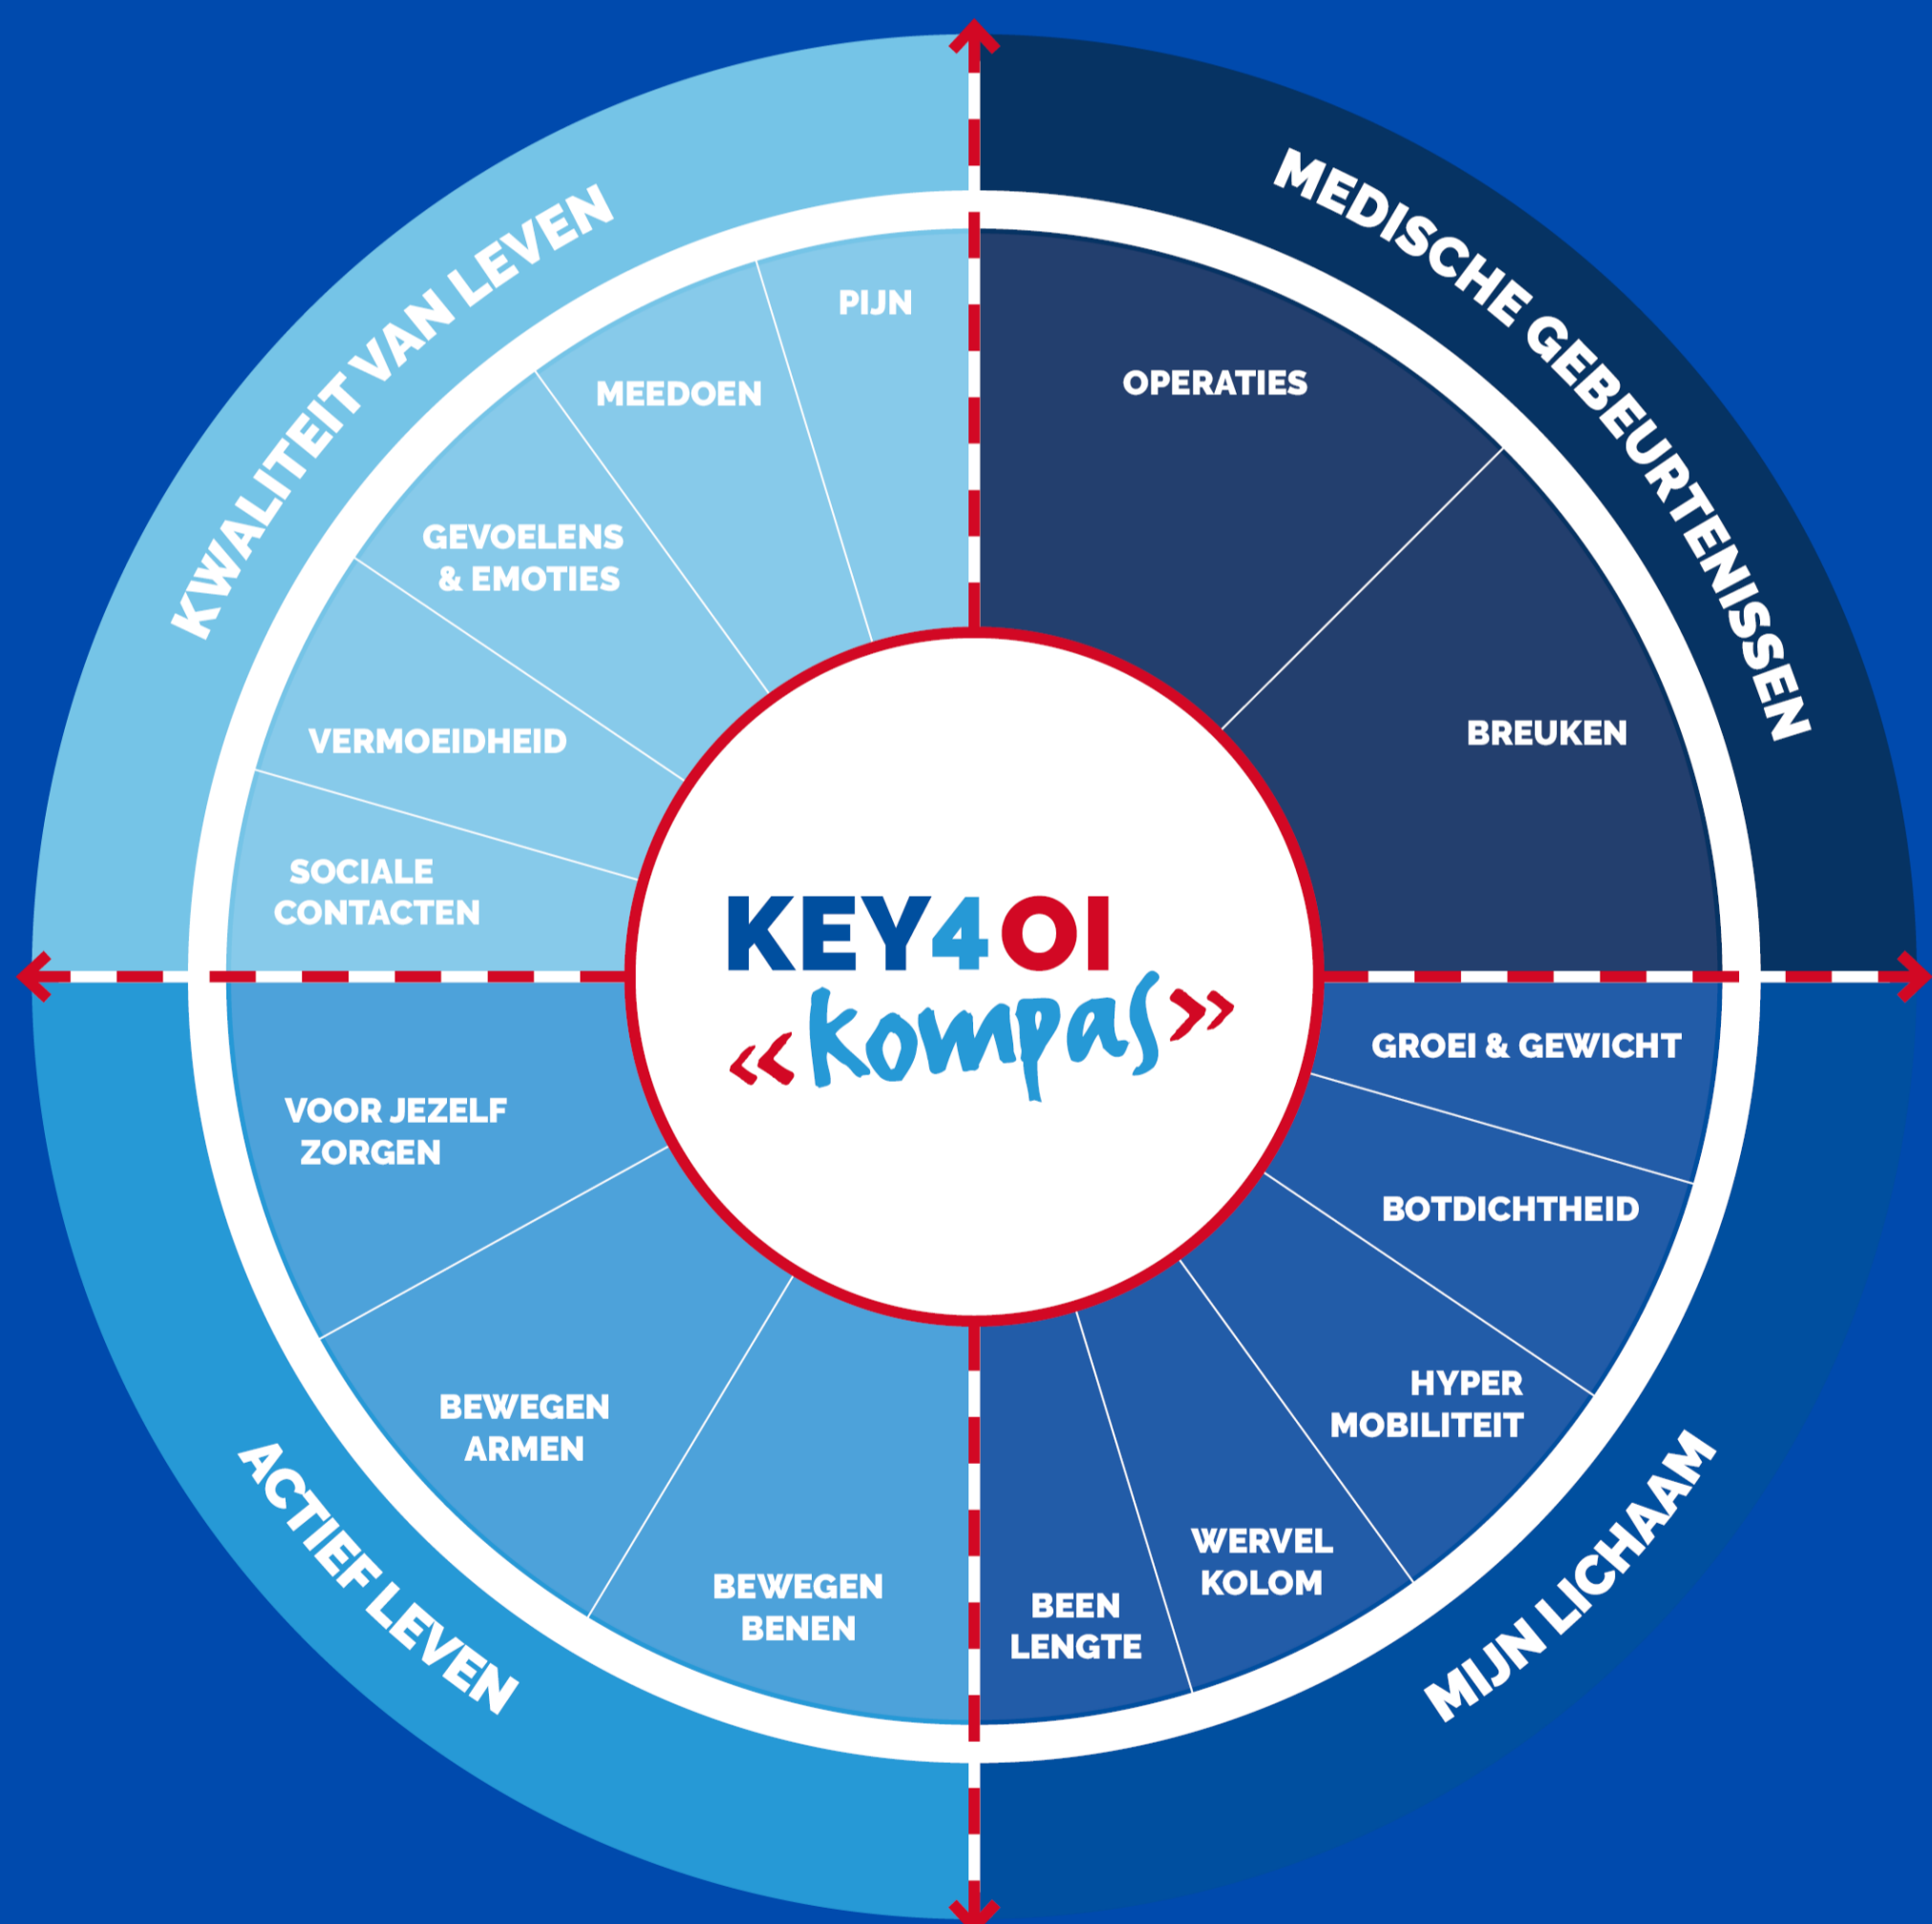 KWALITEIT VAN LEVEN
PIJN
MEEDOEN
GEVOELENS
& EMOTIES
VERMOEIDHEID
SOCIALE
CONTACTEN
MEDISCHE GEBEURTENISSEN
OPERATIES
BREUKEN
KEY4OI
«kompas»
MIJN LICHAAM
GROEI & GEWICHT
BOTDICHTHEID
HYPER
MOBILITEIT
WERVEL
KOLOM
BEEN
LENGTE
ACTIEF LEVEN
VOOR JEZELF
ZORGEN
BEWEGEN
ARMEN
BEWEGEN
BENEN